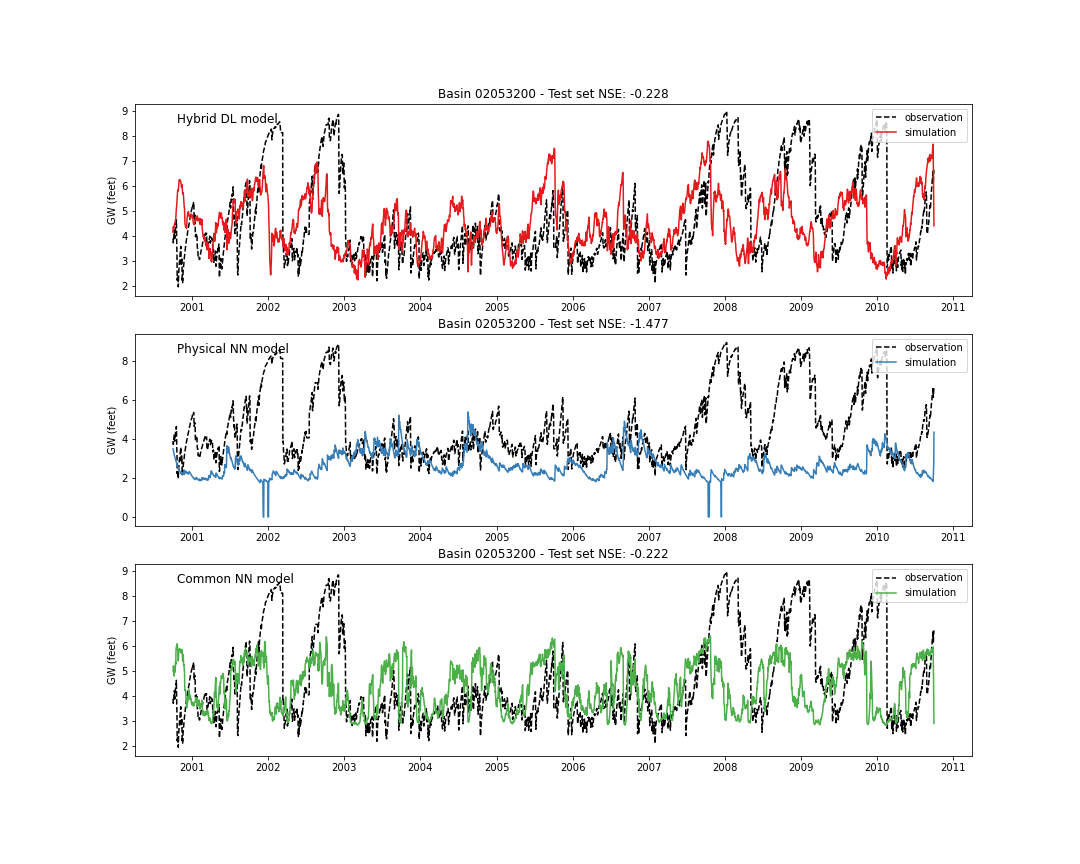 Basin 02053200 - Test set NSE: -0.228
Hybrid DL model
observation
simulation
GW (feet)
9
8
7
6
5
4
3
2
2001 2002 2003 2004 2005 2006 2007 2008 2009 2010 2011
Basin 02053200 - Test set NSE: -1.477
Physical NN model
observation
simulation
GW (feet)
8
6
4
2
0
2001 2002 2003 2004 2005 2006 2007 2008 2009 2010 2011
Basin 02053200 - Test set NSE: -0.222
Common NN model
observation
simulation
GW (feet)
9
8
7
6
5
4
3
2
2001 2002 2003 2004 2005 2006 2007 2008 2009 2010 2011